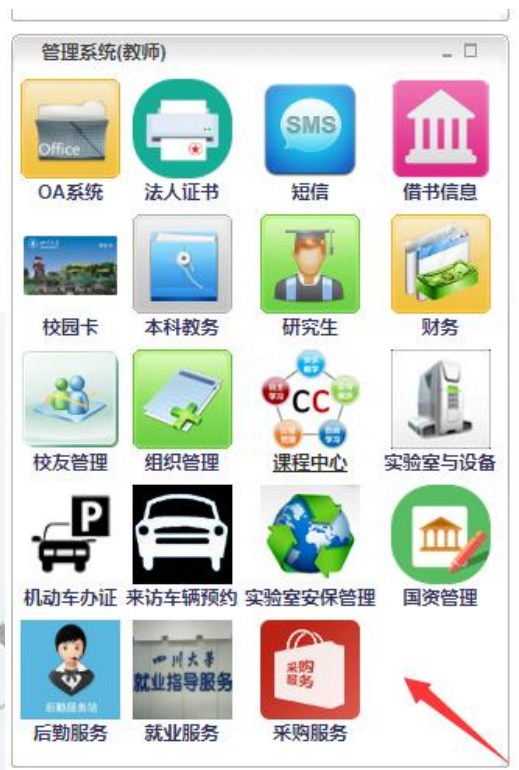 管理系统(教师)
Office
SMS
OA系统 法人证书 短信 借书信息
校园卡 本科教务 研究生 财务
CC
校友管理 组织管理 课程中心 实验室与设备
P
机动车办证 来访车辆预约 实验室安保管理 国资管理
后勤服务站
四川大学
就业指导服务
采购
服务
后勤服务 就业服务 采购服务